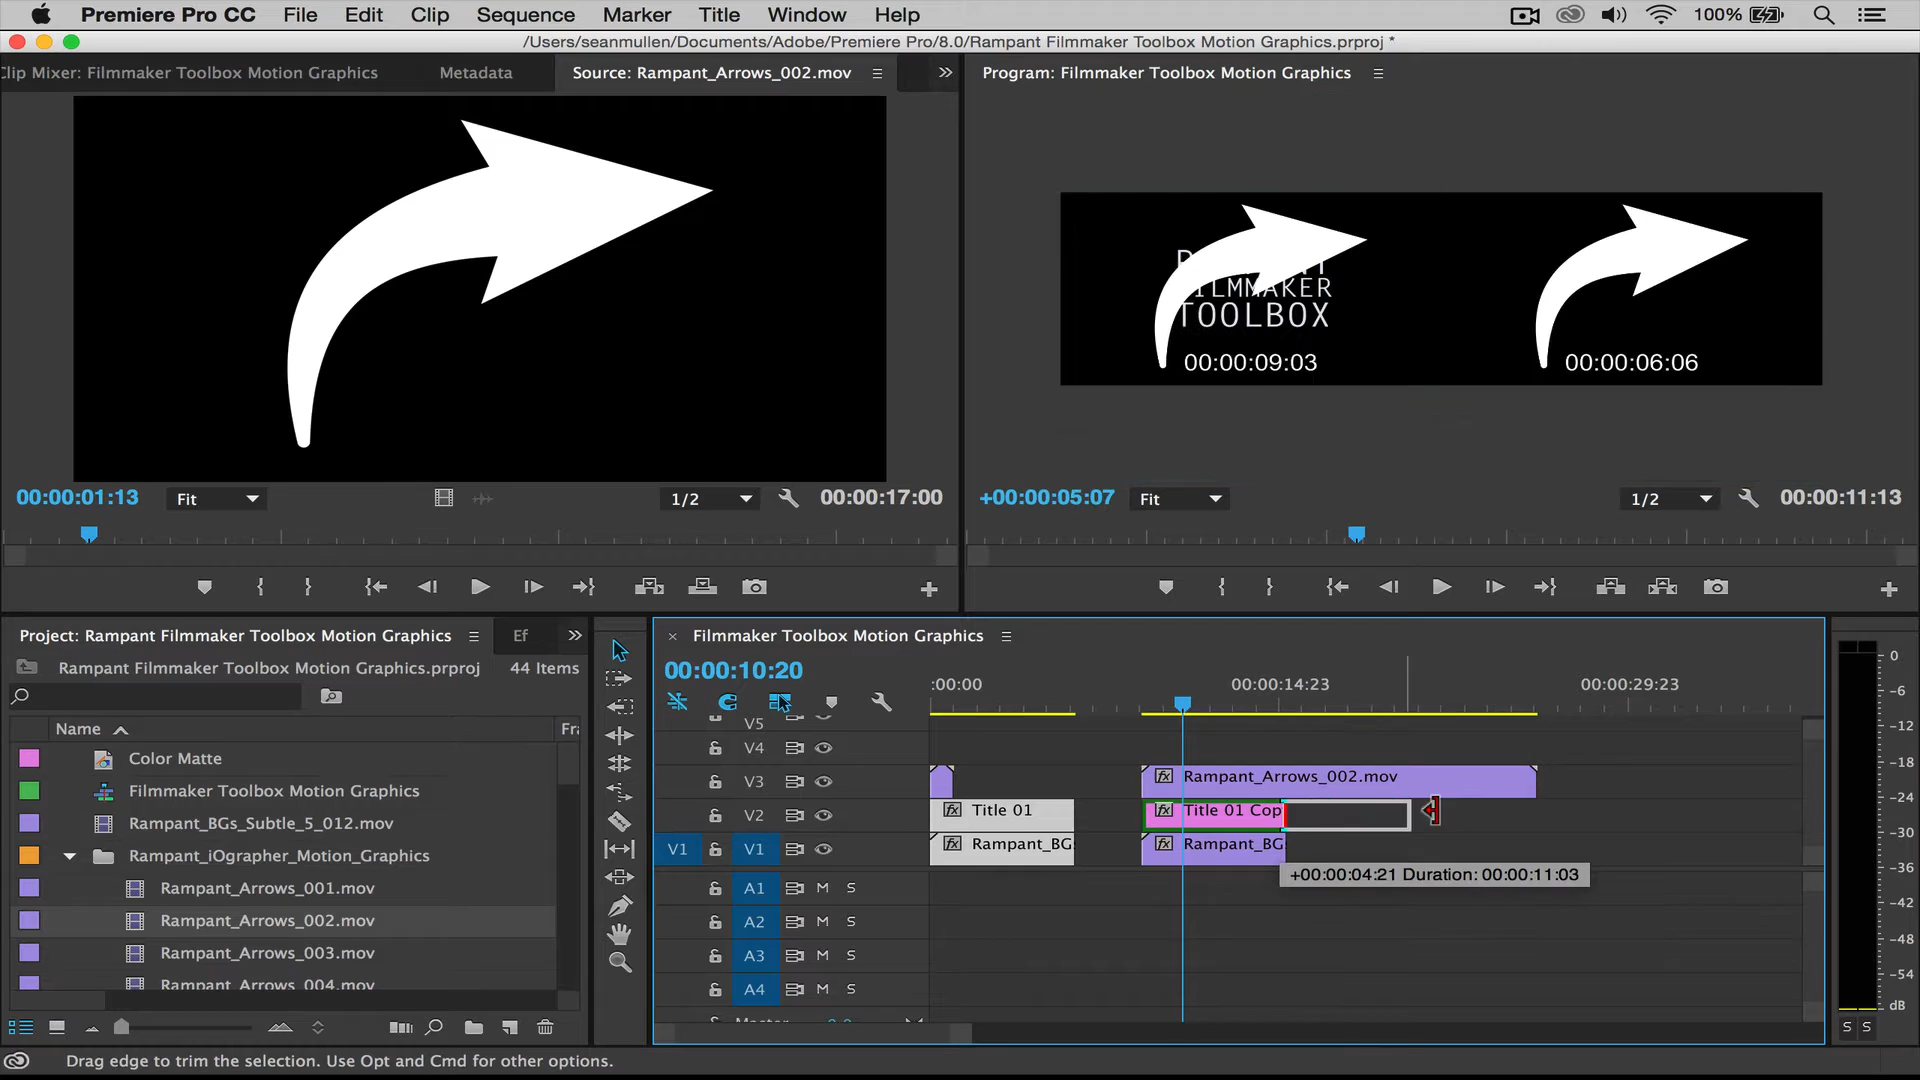 Premiere Pro CC File Edit Clip Sequence Marker Title Window Help 100%
/Users/seanmullen/Documents/Adobe/Premiere Pro/8.0/Rampant Filmmaker Toolbox Motion Graphics.prproj *
Clip Mixer: Filmmaker Toolbox Motion Graphics Metadata Source: Rampant_Arrows_002.mov Program: Filmmaker Toolbox Motion Graphics
FILMMAKER
TOOLBOX
00:00:09:03 00:00:06:06
00:00:01:13 Fit 1/2 00:00:17:00 +00:00:05:07 Fit 1/2 00:00:11:13
Project: Rampant Filmmaker Toolbox Motion Graphics Ef
Rampant Filmmaker Toolbox Motion Graphics.prproj 44 Items
Name Fr
Color Matte
Filmmaker Toolbox Motion Graphics
Rampant_BGs_Subtle_5_012.mov
Rampant_iOgrapher_Motion_Graphics
Rampant_Arrows_001.mov
Rampant_Arrows_002.mov
Rampant_Arrows_003.mov
Rampant_Arrows_004.mov
× Filmmaker Toolbox Motion Graphics
00:00:10:20
:00:00 00:00:14:23 00:00:29:23
V5
V4
V3 Rampant_Arrows_002.mov
V2 fx Title 01 fx Title 01 Cop
V1 V1 fx Rampant_BG fx Rampant_BG
+00:00:04:21 Duration: 00:00:11:03
A1 M S
A2 M S
A3 M S
A4 M S
0
-6
-12
-18
-24
-30
-36
-42
-48
-54
dB
S S
Drag edge to trim the selection. Use Opt and Cmd for other options.